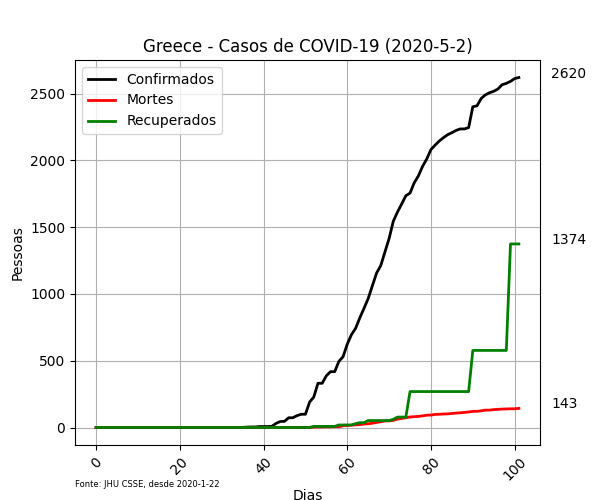 Greece - Casos de COVID-19 (2020-5-2)
Confirmados
Mortes
Recuperados
2620
1374
143
Pessoas
2500
2000
1500
1000
500
0
0
20
40
60
80
100
Fonte: JHU CSSE, desde 2020-1-22
Dias